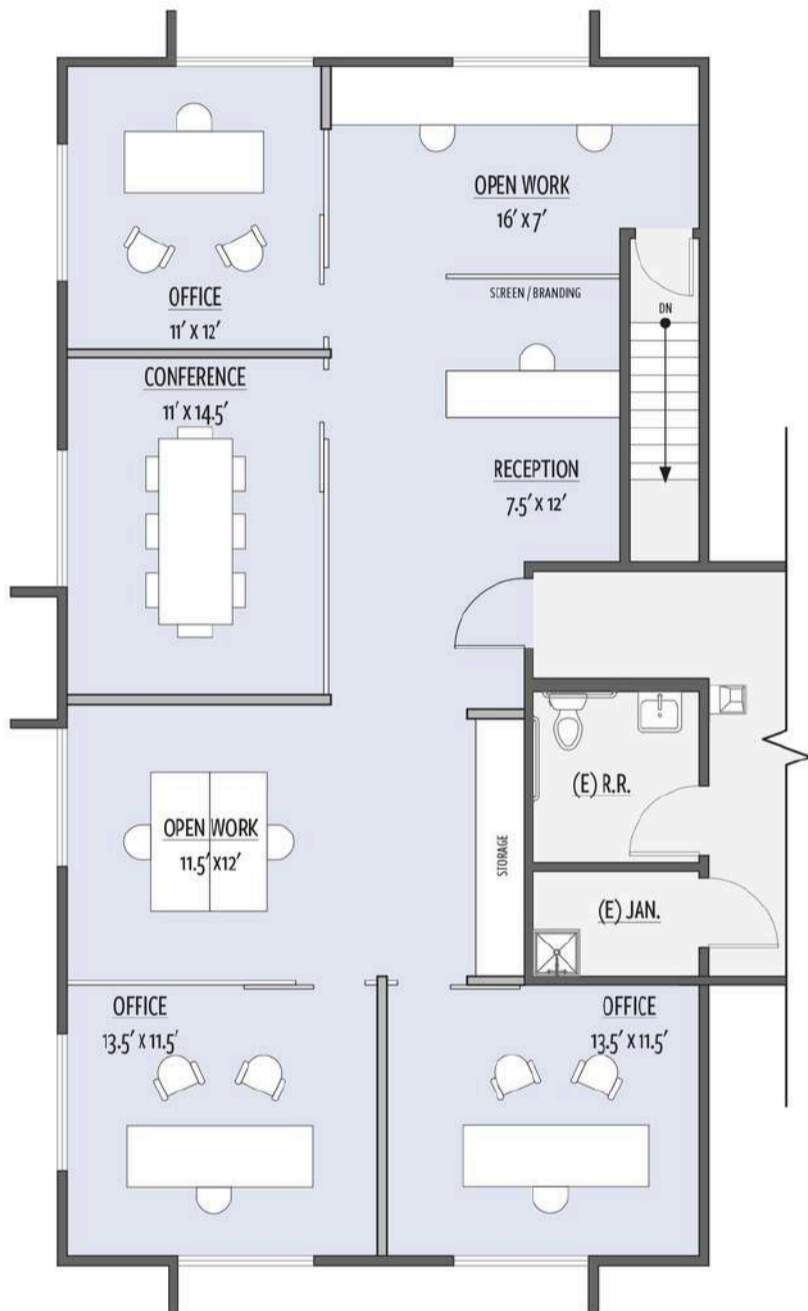 OPEN WORK
16' X 7'
SCREEN / BRANDING
OFFICE
11' X 12'
DN
CONFERENCE
11' X 14.5'
RECEPTION
7.5' X 12'
(E) R.R.
OPEN WORK
11.5' X12'
STORAGE
(E) JAN.
OFFICE
13.5' X 11.5'
OFFICE
13.5' X 11.5'